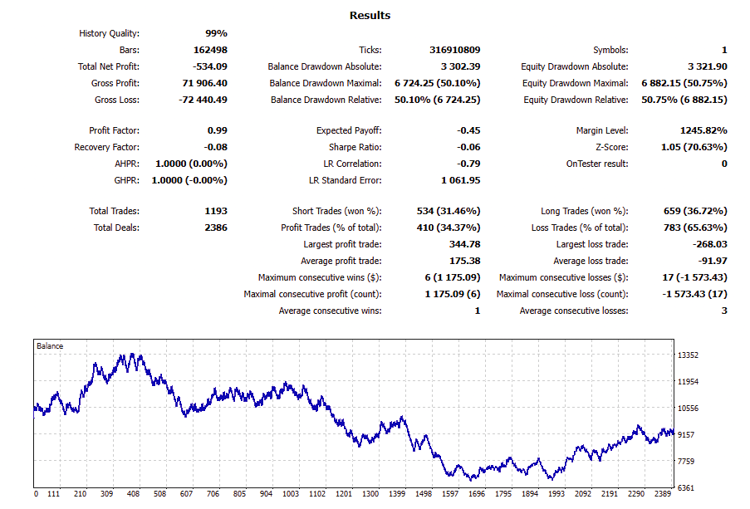 Results
History Quality: 99%
Bars: 162498 Ticks: 316910809 Symbols: 1
Total Net Profit: -534.09 Balance Drawdown Absolute: 3 302.39 Equity Drawdown Absolute: 3 321.90
Gross Profit: 71 906.40 Balance Drawdown Maximal: 6 724.25 (50.10%) Equity Drawdown Maximal: 6 882.15 (50.75%)
Gross Loss: -72 440.49 Balance Drawdown Relative: 50.10% (6 724.25) Equity Drawdown Relative: 50.75% (6 882.15)
Profit Factor: 0.99 Expected Payoff: -0.45 Margin Level: 1245.82%
Recovery Factor: -0.08 Sharpe Ratio: -0.06 Z-Score: 1.05 (70.63%)
AHPR: 1.0000 (0.00%) LR Correlation: -0.79 OnTester result: 0
GHPR: 1.0000 (-0.00%) LR Standard Error: 1 061.95
Total Trades: 1193 Short Trades (won %): 534 (31.46%) Long Trades (won %): 659 (36.72%)
Total Deals: 2386 Profit Trades (% of total): 410 (34.37%) Loss Trades (% of total): 783 (65.63%)
Largest profit trade: 344.78 Largest loss trade: -268.03
Average profit trade: 175.38 Average loss trade: -91.97
Maximum consecutive wins ($): 6 (1 175.09) Maximum consecutive losses ($): 17 (-1 573.43)
Maximal consecutive profit (count): 1 175.09 (6) Maximal consecutive loss (count): -1 573.43 (17)
Average consecutive wins: 1 Average consecutive losses: 3
Balance
13352
11954
10556
9157
7759
6361
0 111 210 309 408 508 607 706 805 904 1003 1102 1201 1300 1399 1498 1597 1696 1795 1894 1993 2092 2191 2290 2389